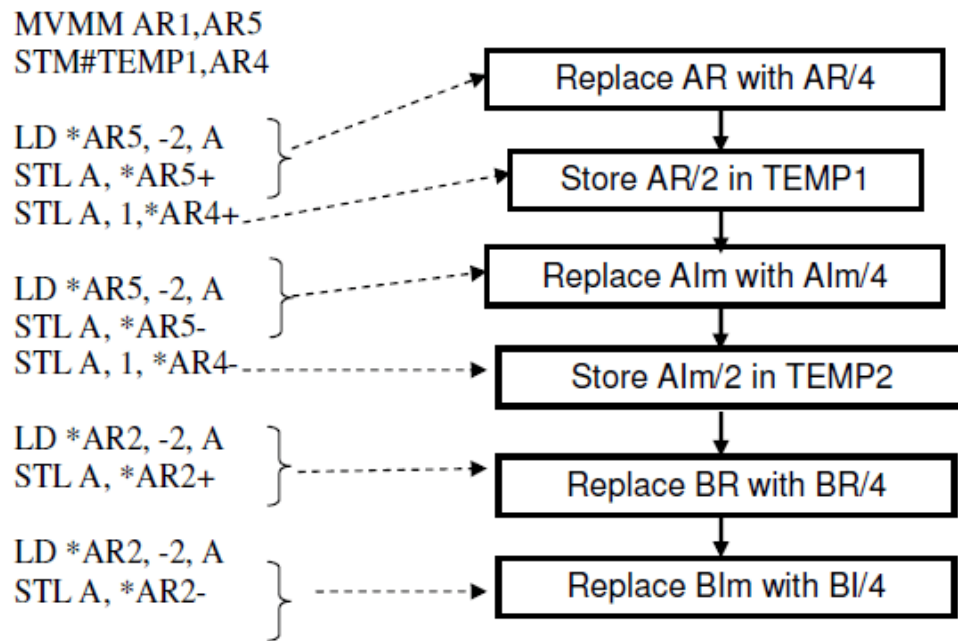 MVMM AR1,AR5
STM#TEMP1,AR4
LD *AR5, -2, A
STL A, *AR5+
STL A, 1,*AR4+
LD *AR5, -2, A
STL A, *AR5-
STL A, 1, *AR4-
LD *AR2, -2, A
STL A, *AR2+
LD *AR2, -2, A
STL A, *AR2-
Replace AR with AR/4
Store AR/2 in TEMP1
Replace AIm with AIm/4
Store AIm/2 in TEMP2
Replace BR with BR/4
Replace BIm with BI/4